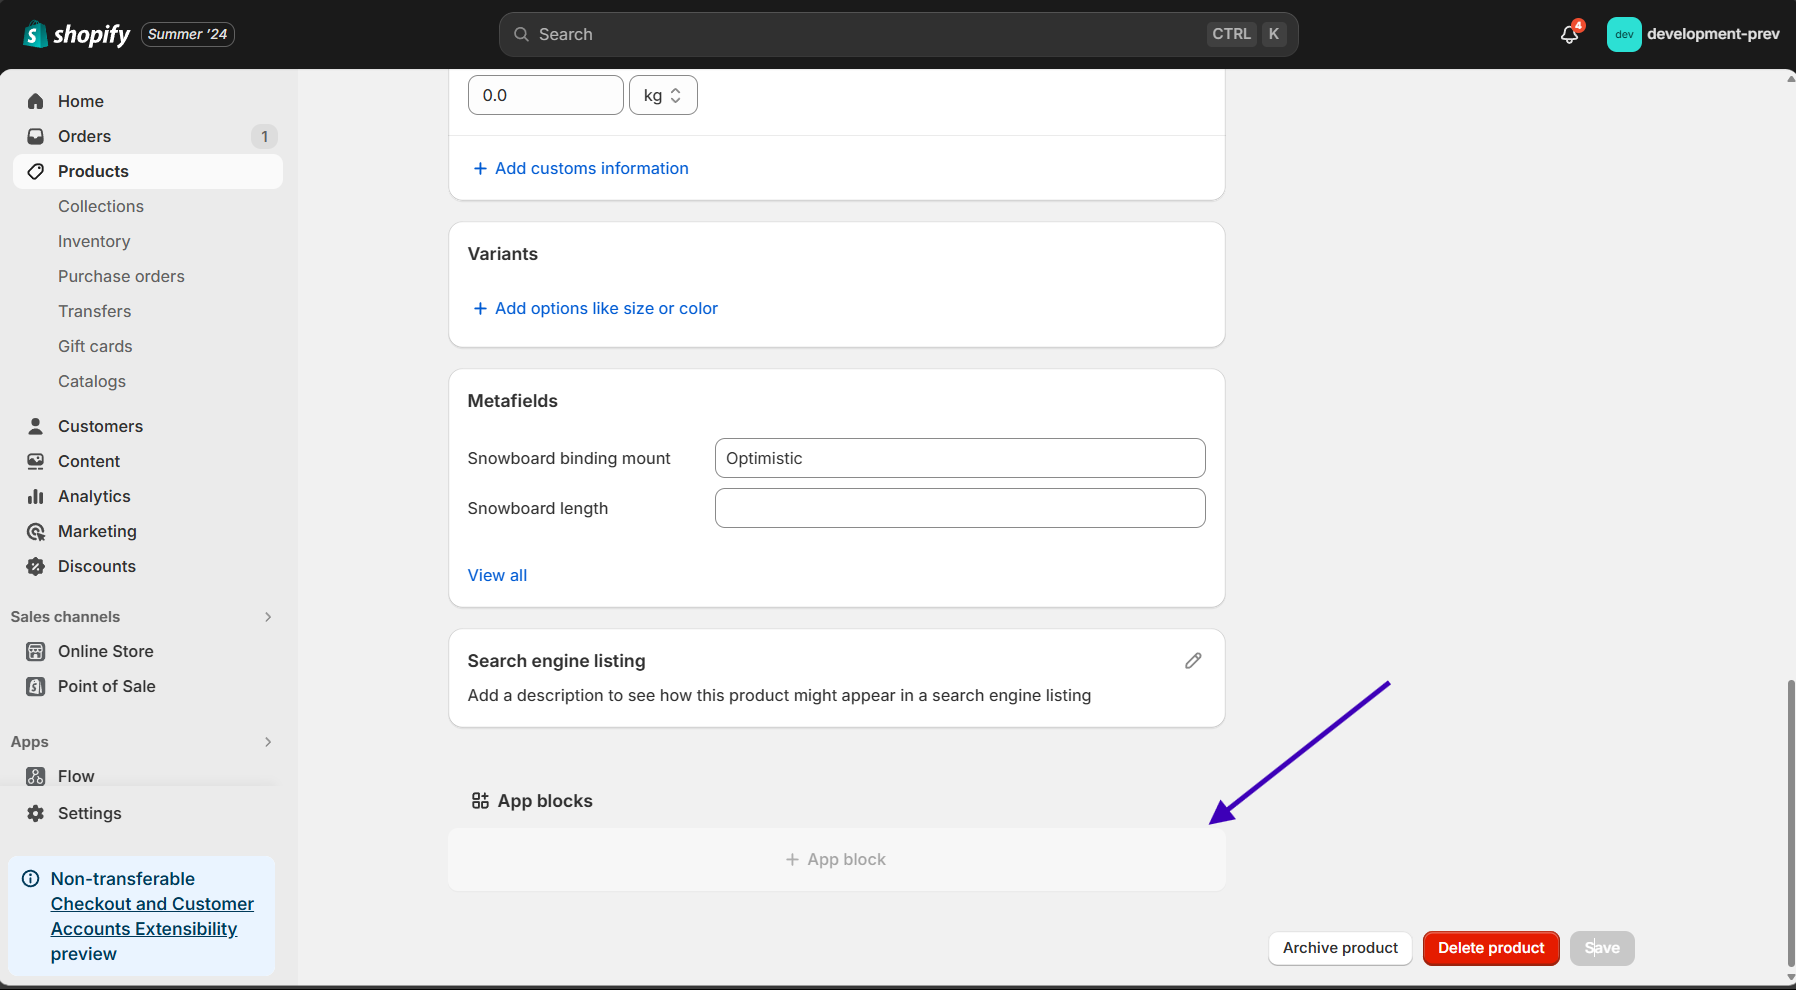 shopify Summer '24
Search CTRL K
4
dev development-prev
Home
Orders 1
Products
Collections
Inventory
Purchase orders
Transfers
Gift cards
Catalogs
Customers
Content
Analytics
Marketing
Discounts
Sales channels
Online Store
Point of Sale
Apps
Flow
Settings
Non-transferable
Checkout and Customer
Accounts Extensibility
preview
0.0 kg
+ Add customs information
Variants
+ Add options like size or color
Metafields
Snowboard binding mount Optimistic
Snowboard length
View all
Search engine listing
Add a description to see how this product might appear in a search engine listing
App blocks
+ App block
Archive product Delete product Save